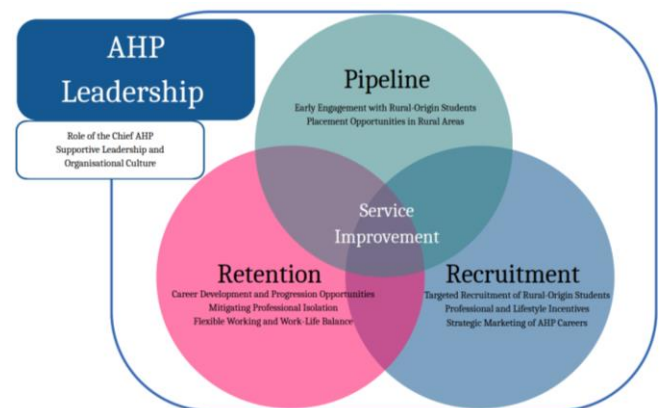 AHP
Leadership
Role of the Chief AHP
Supportive Leadership and
Organisational Culture
Pipeline
Early Engagement with Rural-Origin Students
Placement Opportunities in Rural Areas
Service
Improvement
Retention
Career Development and Progression Opportunities
Mitigating Professional Isolation
Flexible Working and Work-Life Balance
Recruitment
Targeted Recruitment of Rural-Origin Students
Professional and Lifestyle Incentives
Strategic Marketing of AHP Careers